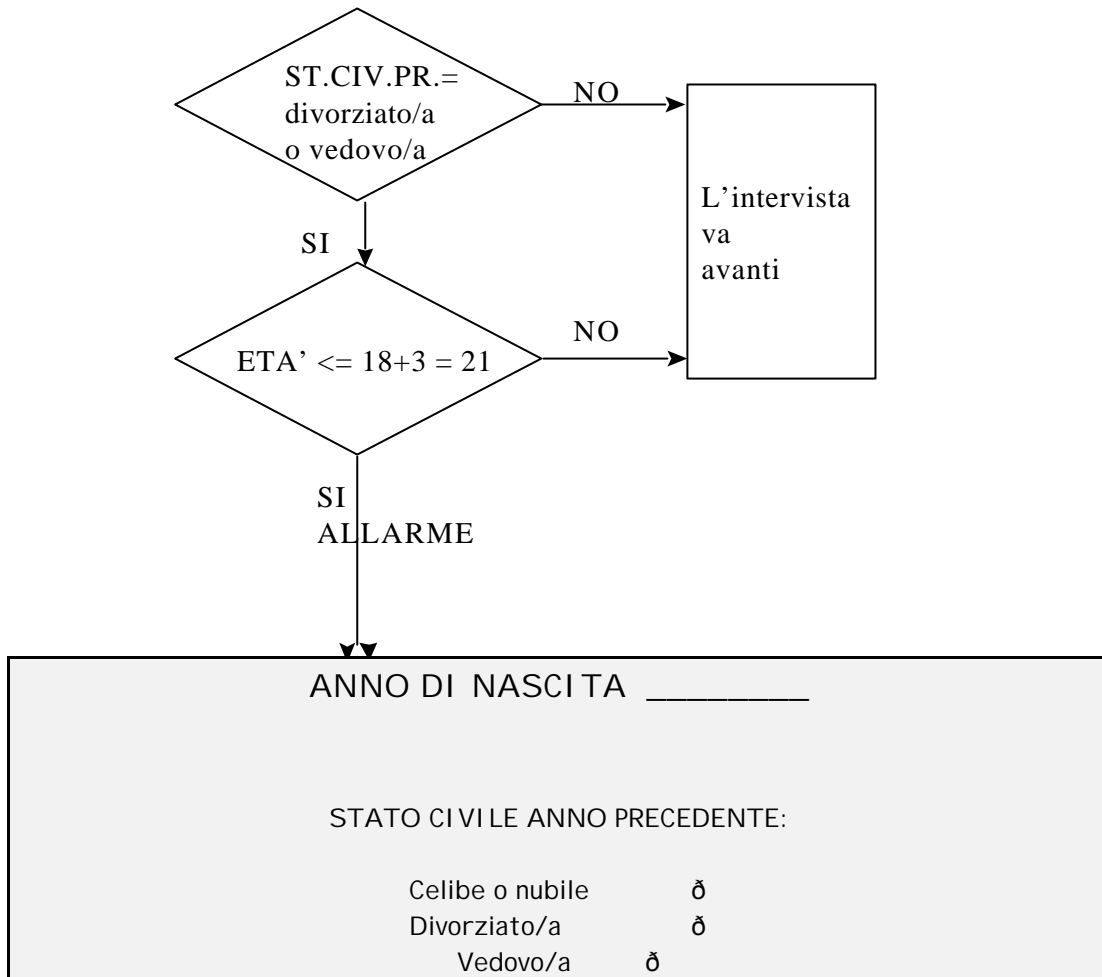 ST.CIV.PR.=
divorziato/a
o vedovo/a
NO
L’intervista
va
avanti
SI
ETA’ <= 18+3 = 21
NO
SI
ALLARME
ANNO DI NASCITA ________
STATO CIVILE ANNO PRECEDENTE:
Celibe o nubile ð
Divorziato/a ð
Vedovo/a ð